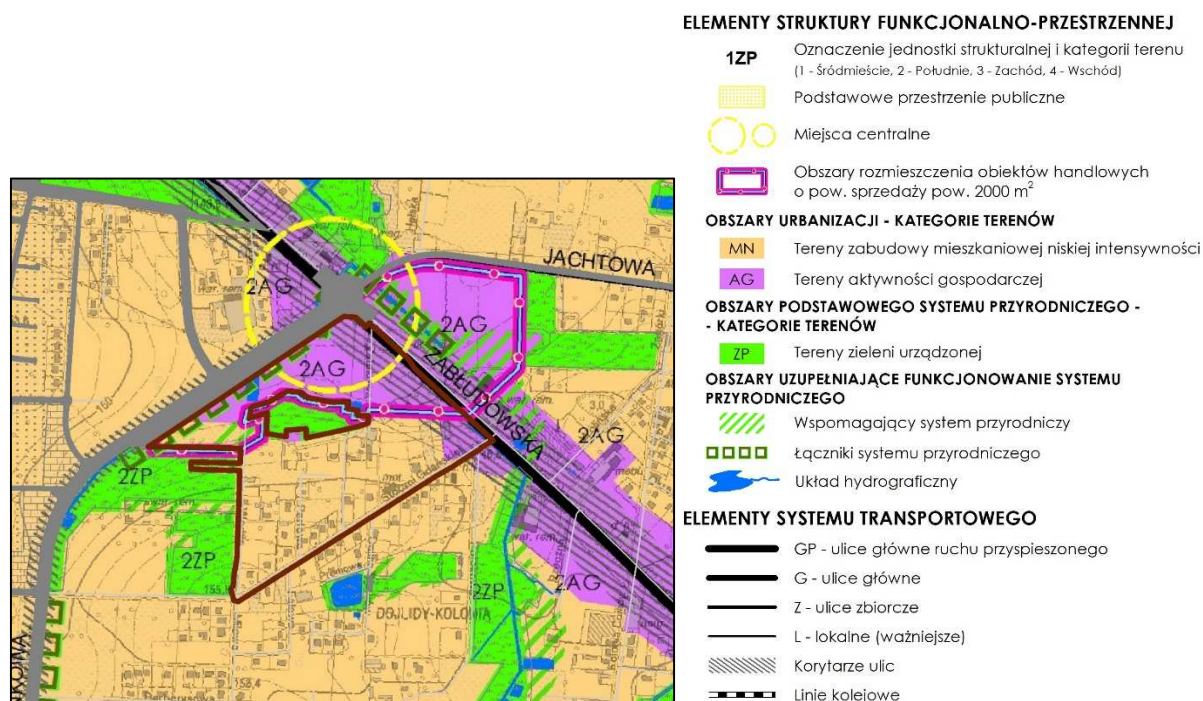 ELEMENTY STRUKTURY FUNKCJONALNO-PRZESTRZENNEJ
1ZP
Oznaczenie jednostki strukturalnej i kategorii terenu
(1 - Śródmieście, 2 - Południe, 3 - Zachód, 4 - Wschód)
Podstawowe przestrzenie publiczne
Miejsca centralne
Obszary rozmieszczenia obiektów handlowych
o pow. sprzedaży pow. 2000 m²
OBSZARY URBANIZACJI - KATEGORIE TERENÓW
MN
Tereny zabudowy mieszkaniowej niskiej intensywności
AG
Tereny aktywności gospodarczej
OBSZARY PODSTAWOWEGO SYSTEMU PRZYRODNICZEGO -
- KATEGORIE TERENÓW
ZP
Tereny zieleni urządzonej
OBSZARY UZUPEŁNIAJĄCE FUNKCJONOWANIE SYSTEMU
PRZYRODNICZEGO
Wspomagający system przyrodniczy
Łączniki systemu przyrodniczego
Układ hydrograficzny
ELEMENTY SYSTEMU TRANSPORTOWEGO
GP - ulice główne ruchu przyspieszonego
G - ulice główne
Z - ulice zbiorcze
L - lokalne (ważniejsze)
Korytarze ulic
Linie kolejowe
JACHTOWA
2AG
2AG
2AG
ZABŁUDOWSKA
2AG
160
2ZP
2ZP
2ZP
2AG
DOJLIDY-KOLONIA
158,4